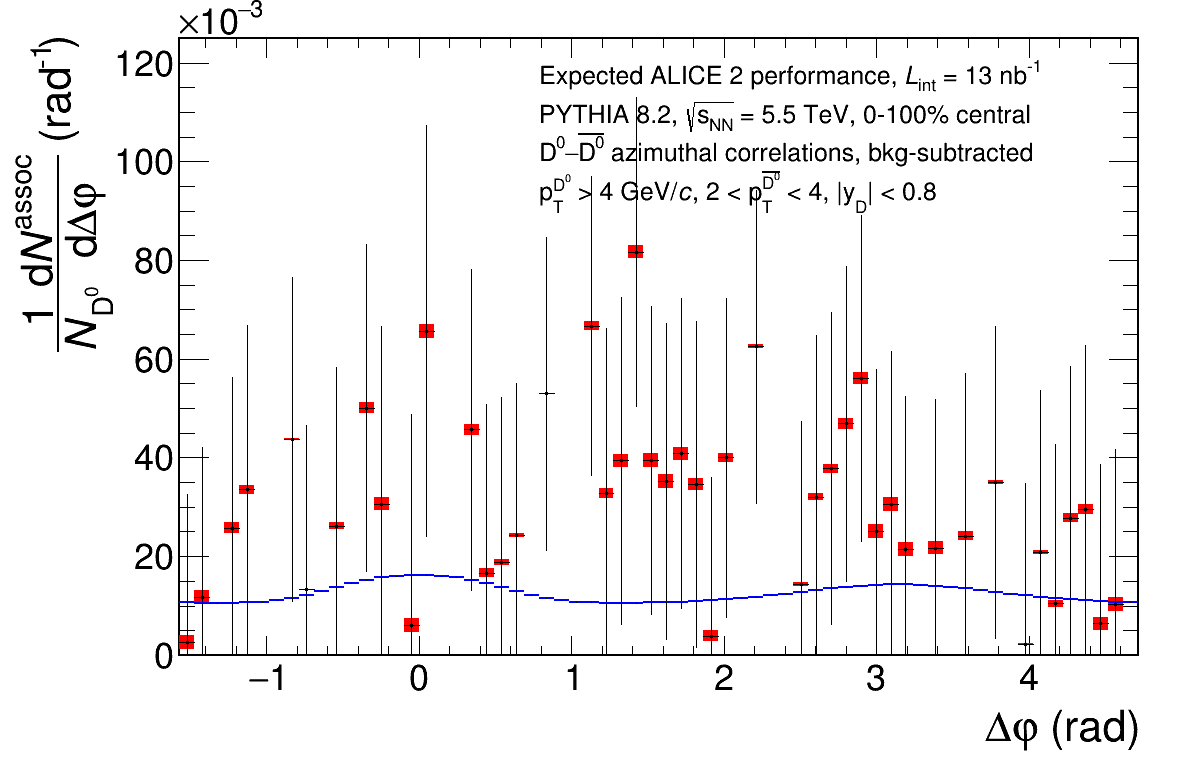 ×10⁻³
1 dN^assoc
N_D⁰ dΔφ (rad⁻¹)
Expected ALICE 2 performance, L_int = 13 nb⁻¹
PYTHIA 8.2, √s_NN = 5.5 TeV, 0-100% central
D⁰–D̅⁰ azimuthal correlations, bkg-subtracted
p_T^D⁰ > 4 GeV/c, 2 < p_T^D̅⁰ < 4, |y_D| < 0.8
120
100
80
60
40
20
0
−1 0 1 2 3 4
Δφ (rad)